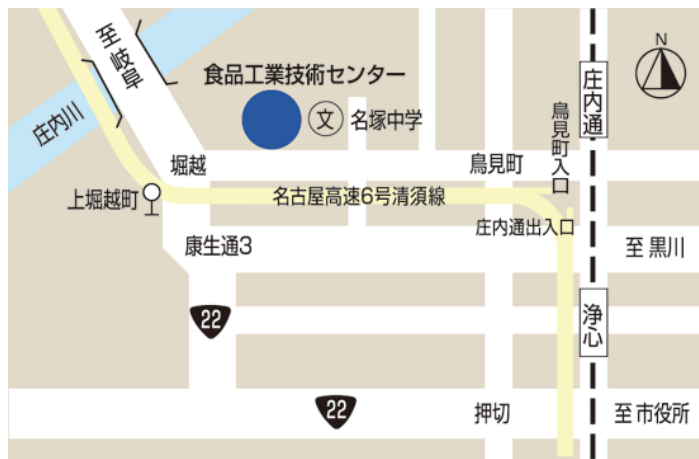 至岐阜
N
食品工業技術センター
庄内通
庄内川
文
名塚中学
鳥見町入口
堀越
鳥見町
上堀越町
名古屋高速6号清須線
庄内通出入口
康生通3
至 黒川
22
浄心
22
押切
至 市役所